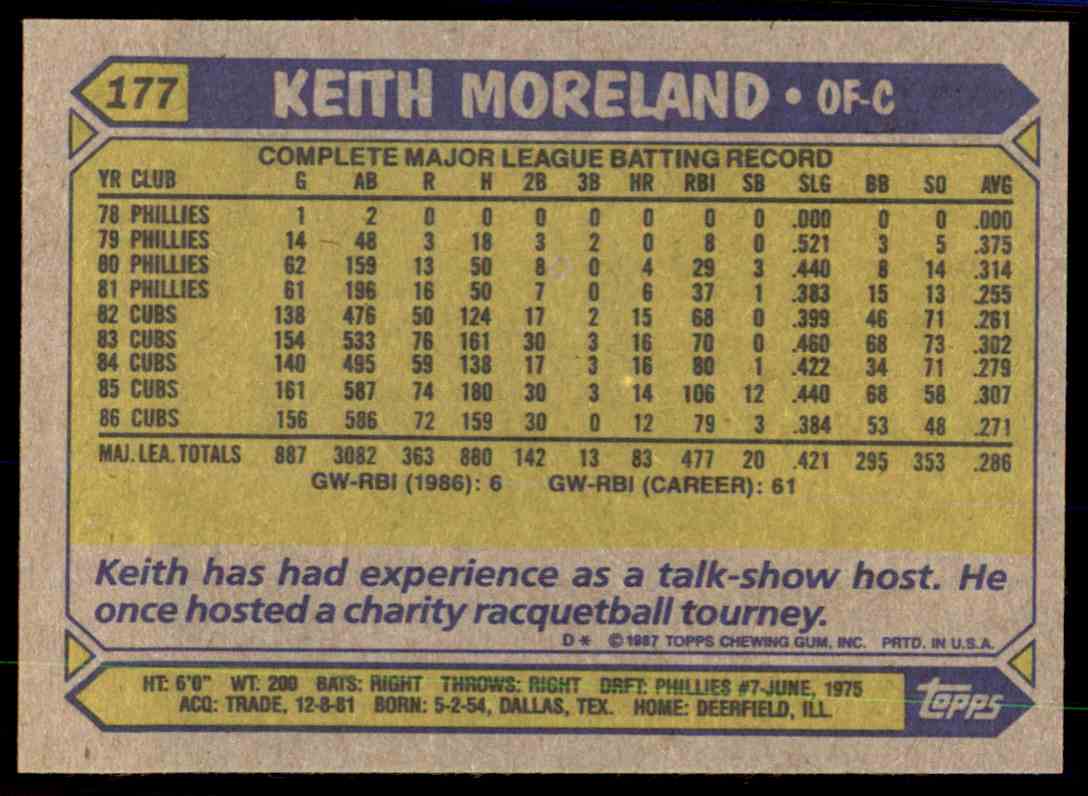 177 KEITH MORELAND • OF-C
COMPLETE MAJOR LEAGUE BATTING RECORD
YR CLUB G AB R H 2B 3B HR RBI SB SLG BB SO AVG
78 PHILLIES 1 2 0 0 0 0 0 0 0 .000 0 0 .000
79 PHILLIES 14 48 3 18 3 2 0 8 0 .521 3 5 .375
80 PHILLIES 62 159 13 50 8 0 4 29 3 .440 8 14 .314
81 PHILLIES 61 196 16 50 7 0 6 37 1 .383 15 13 .255
82 CUBS 138 476 50 124 17 2 15 68 0 .399 46 71 .261
83 CUBS 154 533 76 161 30 3 16 70 0 .460 68 73 .302
84 CUBS 140 495 59 138 17 3 16 80 1 .422 34 71 .279
85 CUBS 161 587 74 180 30 3 14 106 12 .440 68 58 .307
86 CUBS 156 586 72 159 30 0 12 79 3 .384 53 48 .271
MAJ. LEA. TOTALS 887 3082 363 880 142 13 83 477 20 .421 295 353 .286
GW-RBI (1986): 6 GW-RBI (CAREER): 61
Keith has had experience as a talk-show host. He
once hosted a charity racquetball tourney.
D* ©1987 TOPPS CHEWING GUM, INC. PRTD. IN U.S.A.
HT: 6'0" WT: 200 BATS: RIGHT THROWS: RIGHT DRFT: PHILLIES #7-JUNE, 1975
ACQ: TRADE, 12-8-81 BORN: 5-2-54, DALLAS, TEX. HOME: DEERFIELD, ILL
topps